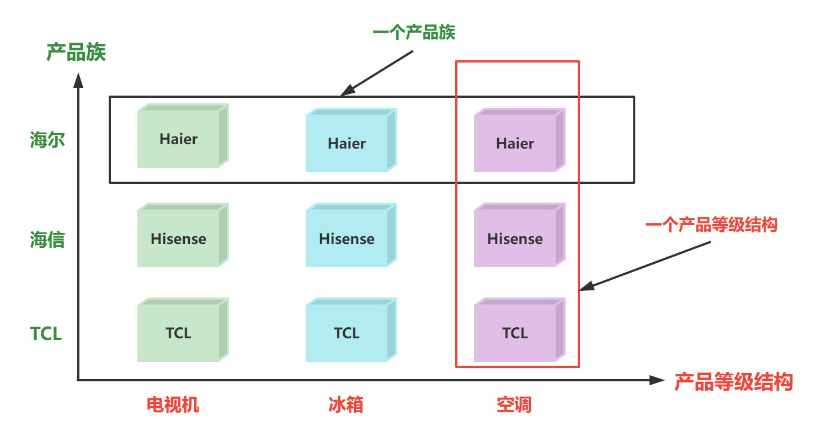 一个产品族
产品族
海尔
Haier
Haier
Haier
一个产品等级结构
海信
Hisense
Hisense
Hisense
TCL
TCL
TCL
TCL
产品等级结构
电视机
冰箱
空调